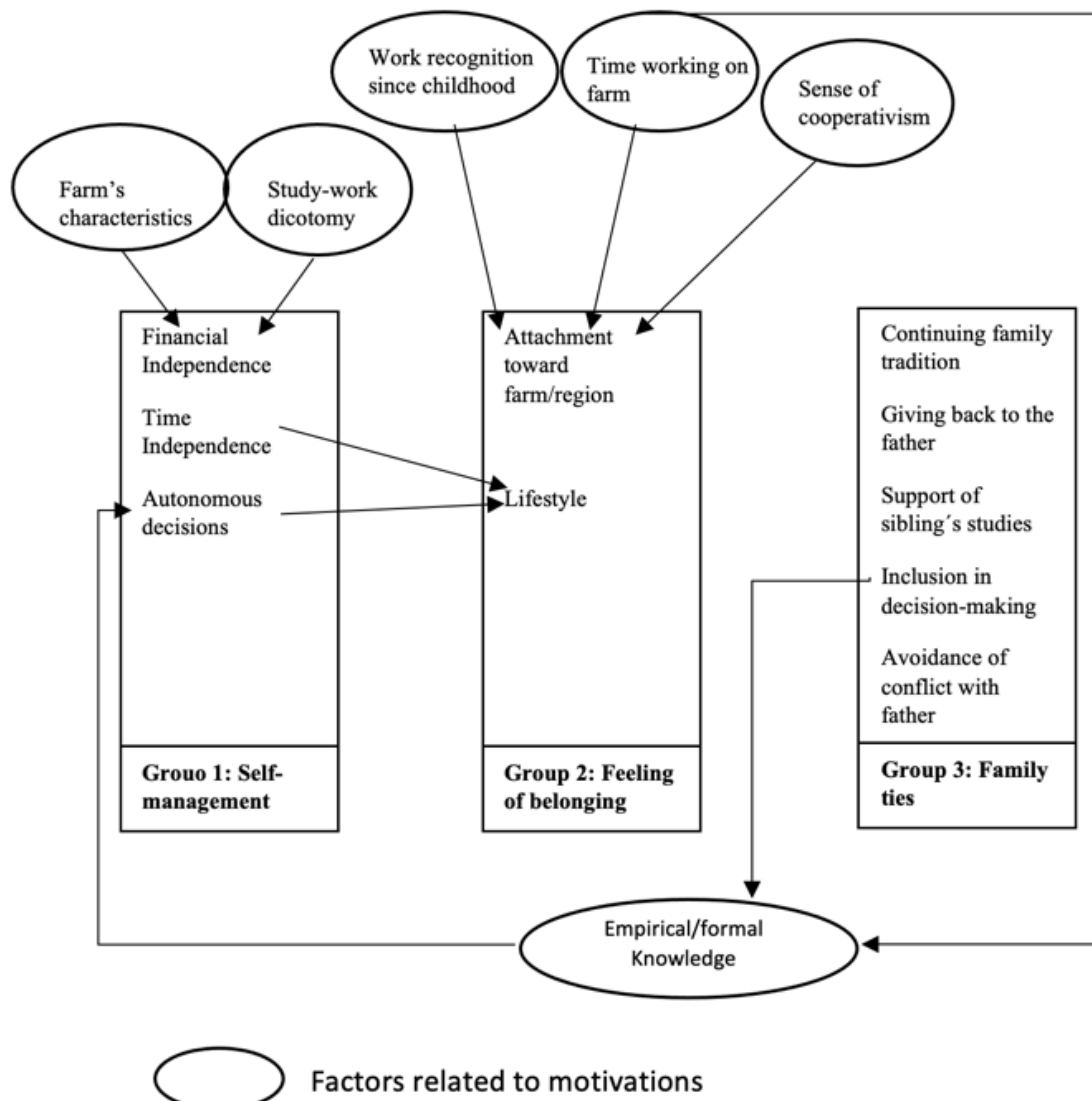 Work recognition
since childhood
Time working on
farm
Sense of
cooperativism
Farm's
characteristics
Study-work
dicotomy
Financial
Independence
Time
Independence
Autonomous
decisions
Grouo 1: Self-
management
Attachment
toward
farm/region
Lifestyle
Group 2: Feeling
of belonging
Continuing family
tradition
Giving back to the
father
Support of
sibling´s studies
Inclusion in
decision-making
Avoidance of
conflict with
father
Group 3: Family
ties
Empirical/formal
Knowledge
Factors related to motivations